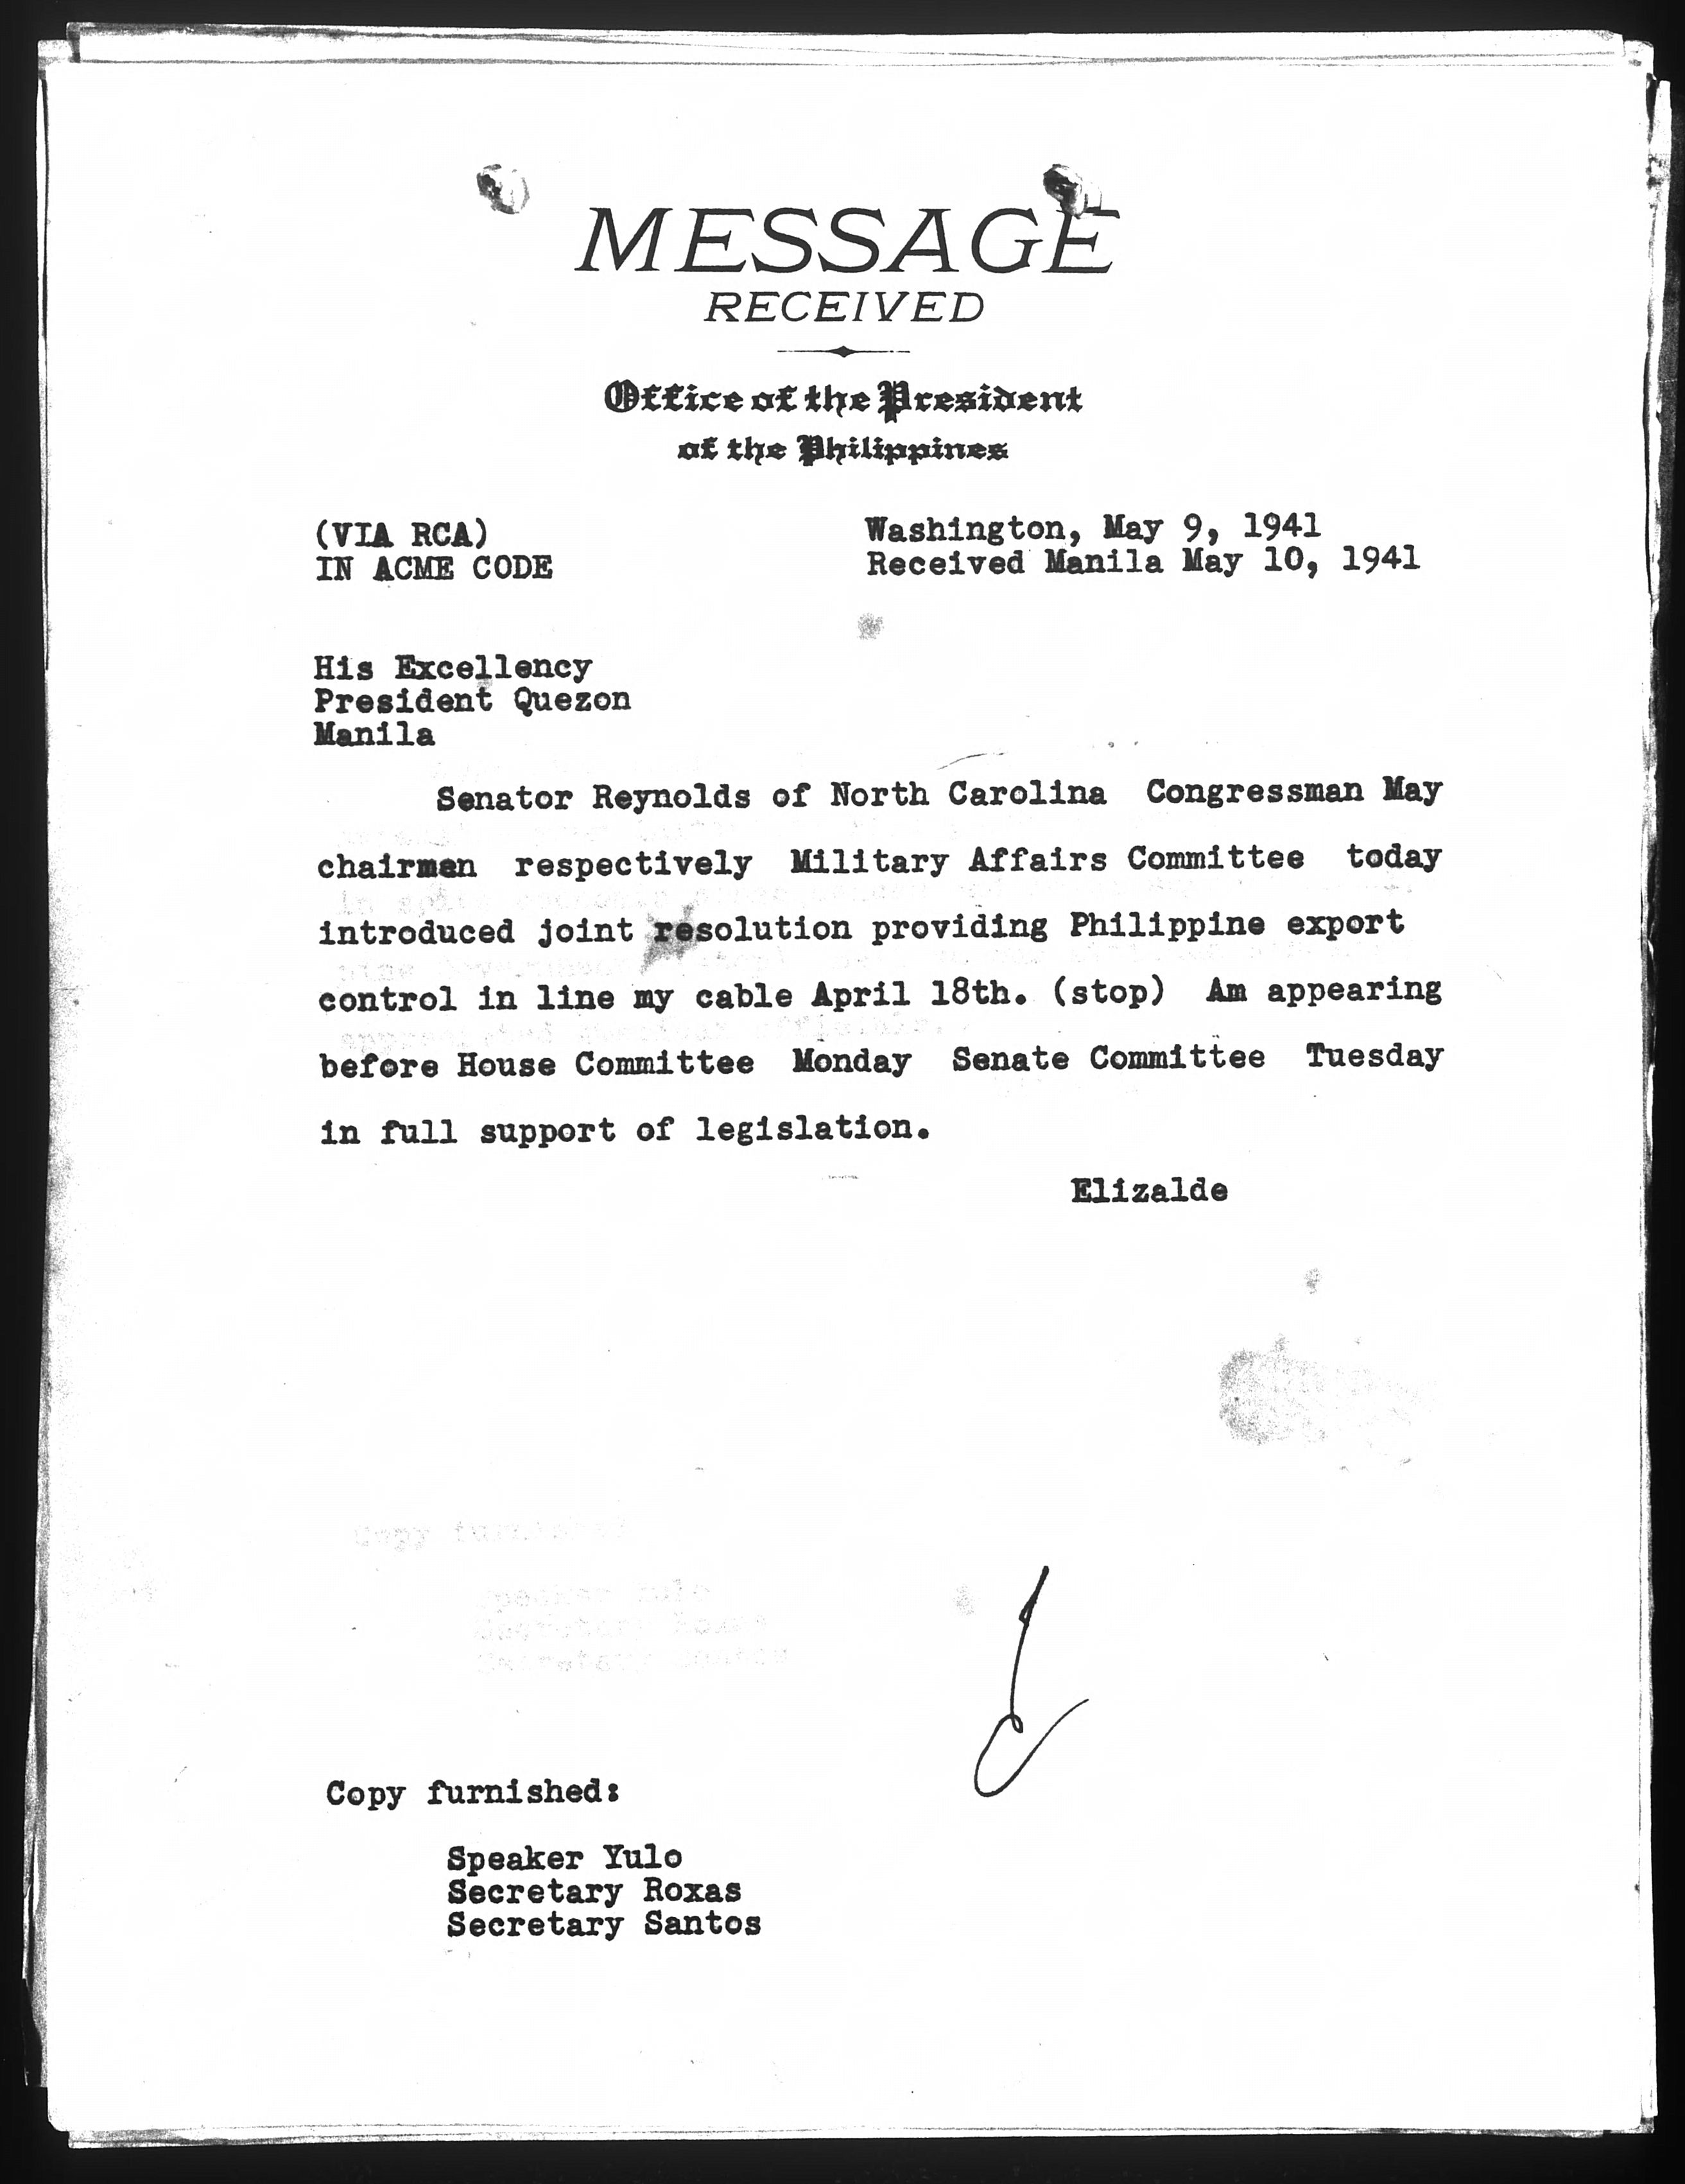 MESSAGE
RECEIVED
Office of the President
of the Philippines
(VIA RCA)
IN ACME CODE
Washington, May 9, 1941
Received Manila May 10, 1941
His Excellency
President Quezon
Manila
Senator Reynolds of North Carolina Congressman May
chairman respectively Military Affairs Committee today
introduced joint resolution providing Philippine export
control in line my cable April 18th. (stop) Am appearing
before House Committee Monday Senate Committee Tuesday
in full support of legislation.
Elizalde
Copy furnished:
Speaker Yulo
Secretary Roxas
Secretary Santos